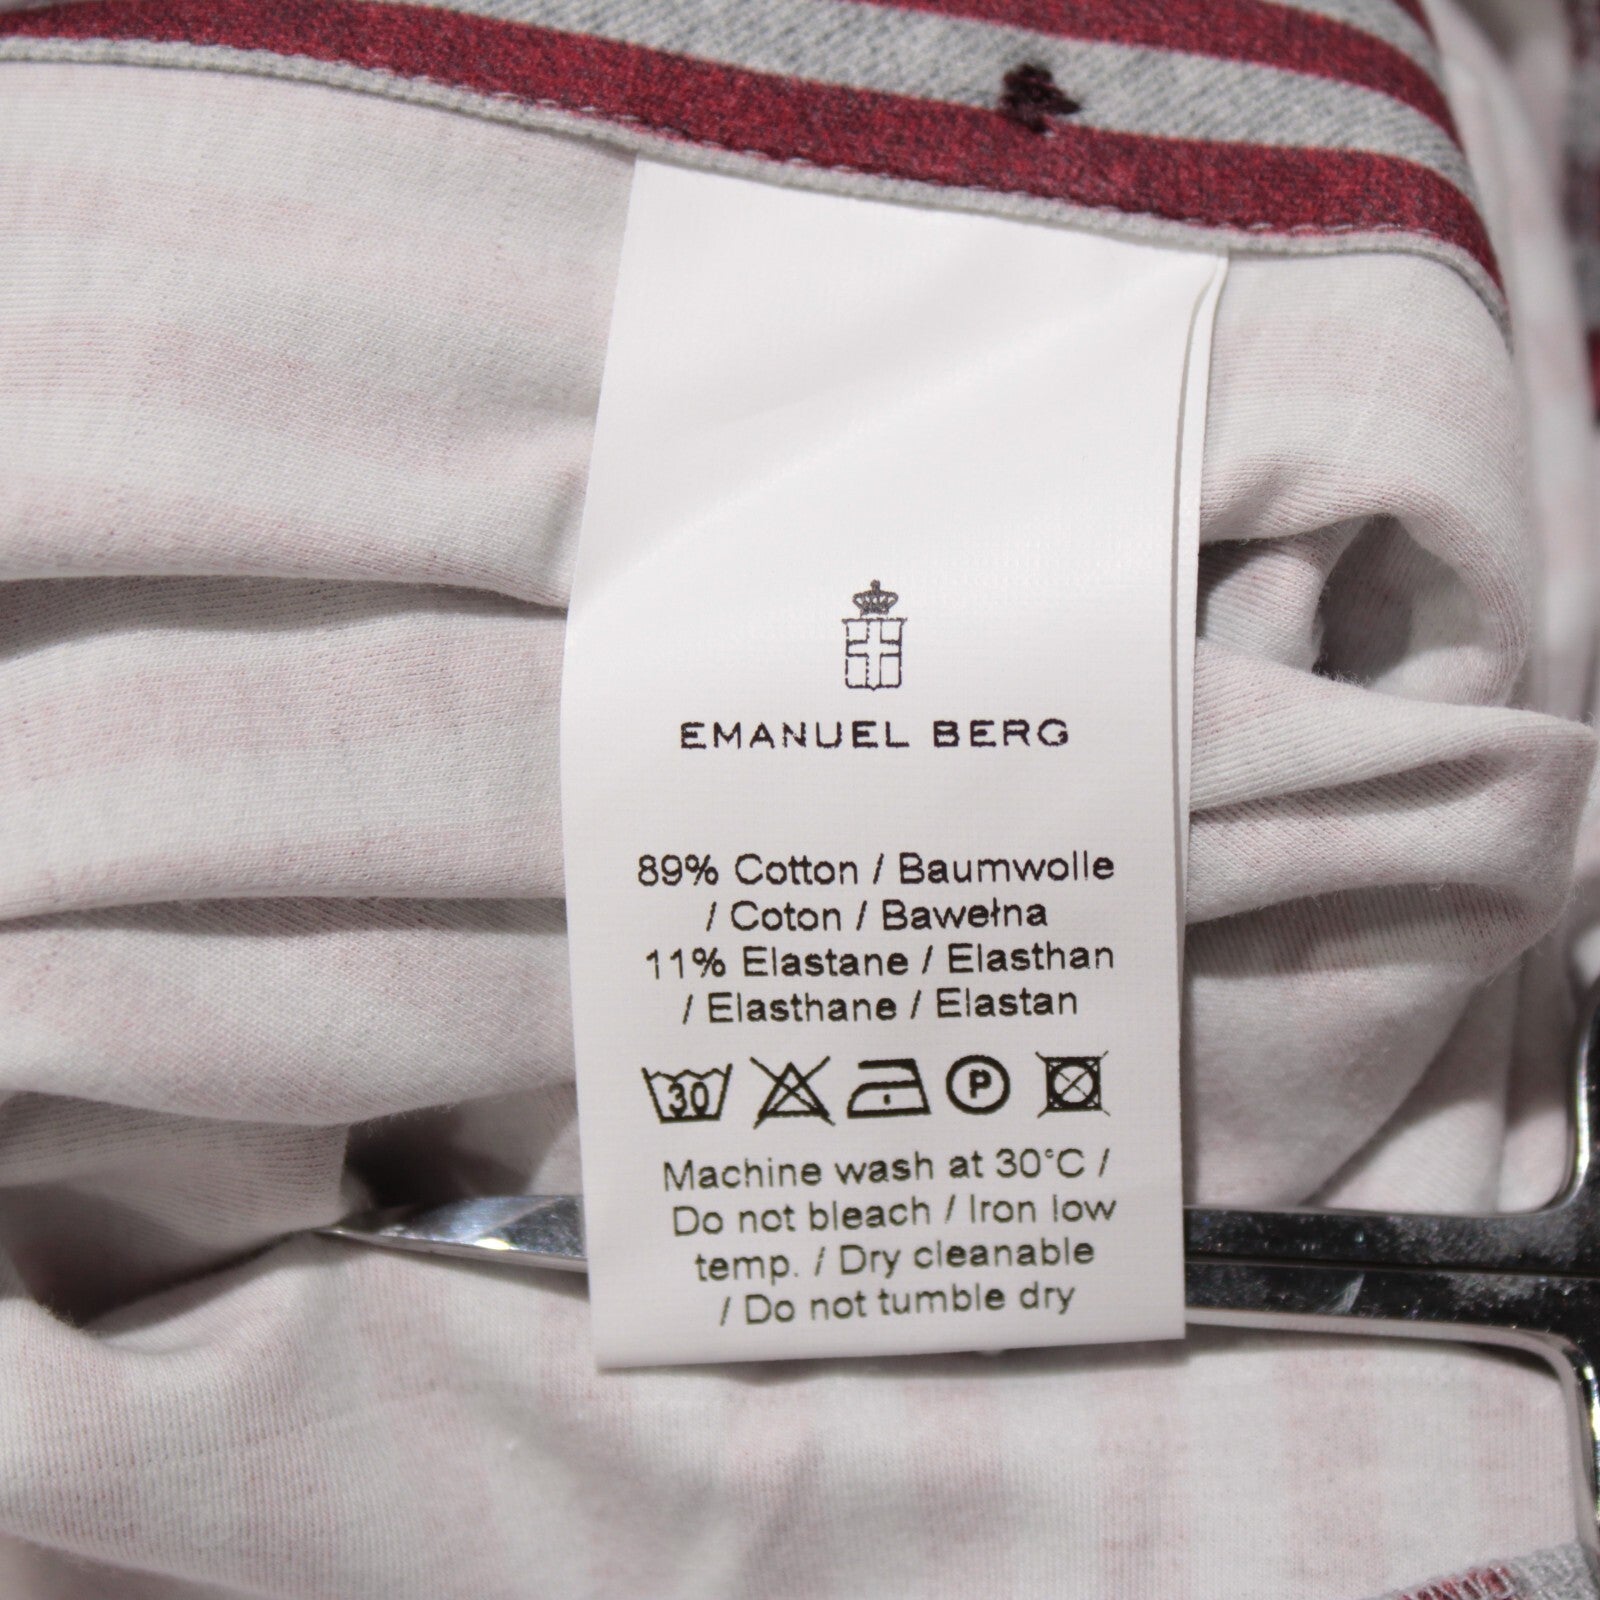 EMANUEL BERG
89% Cotton / Baumwolle
/ Coton / Bawełna
11% Elastane / Elasthan
/ Elasthane / Elastan
30 P
Machine wash at 30°C /
Do not bleach / Iron low
temp. / Dry cleanable
/ Do not tumble dry